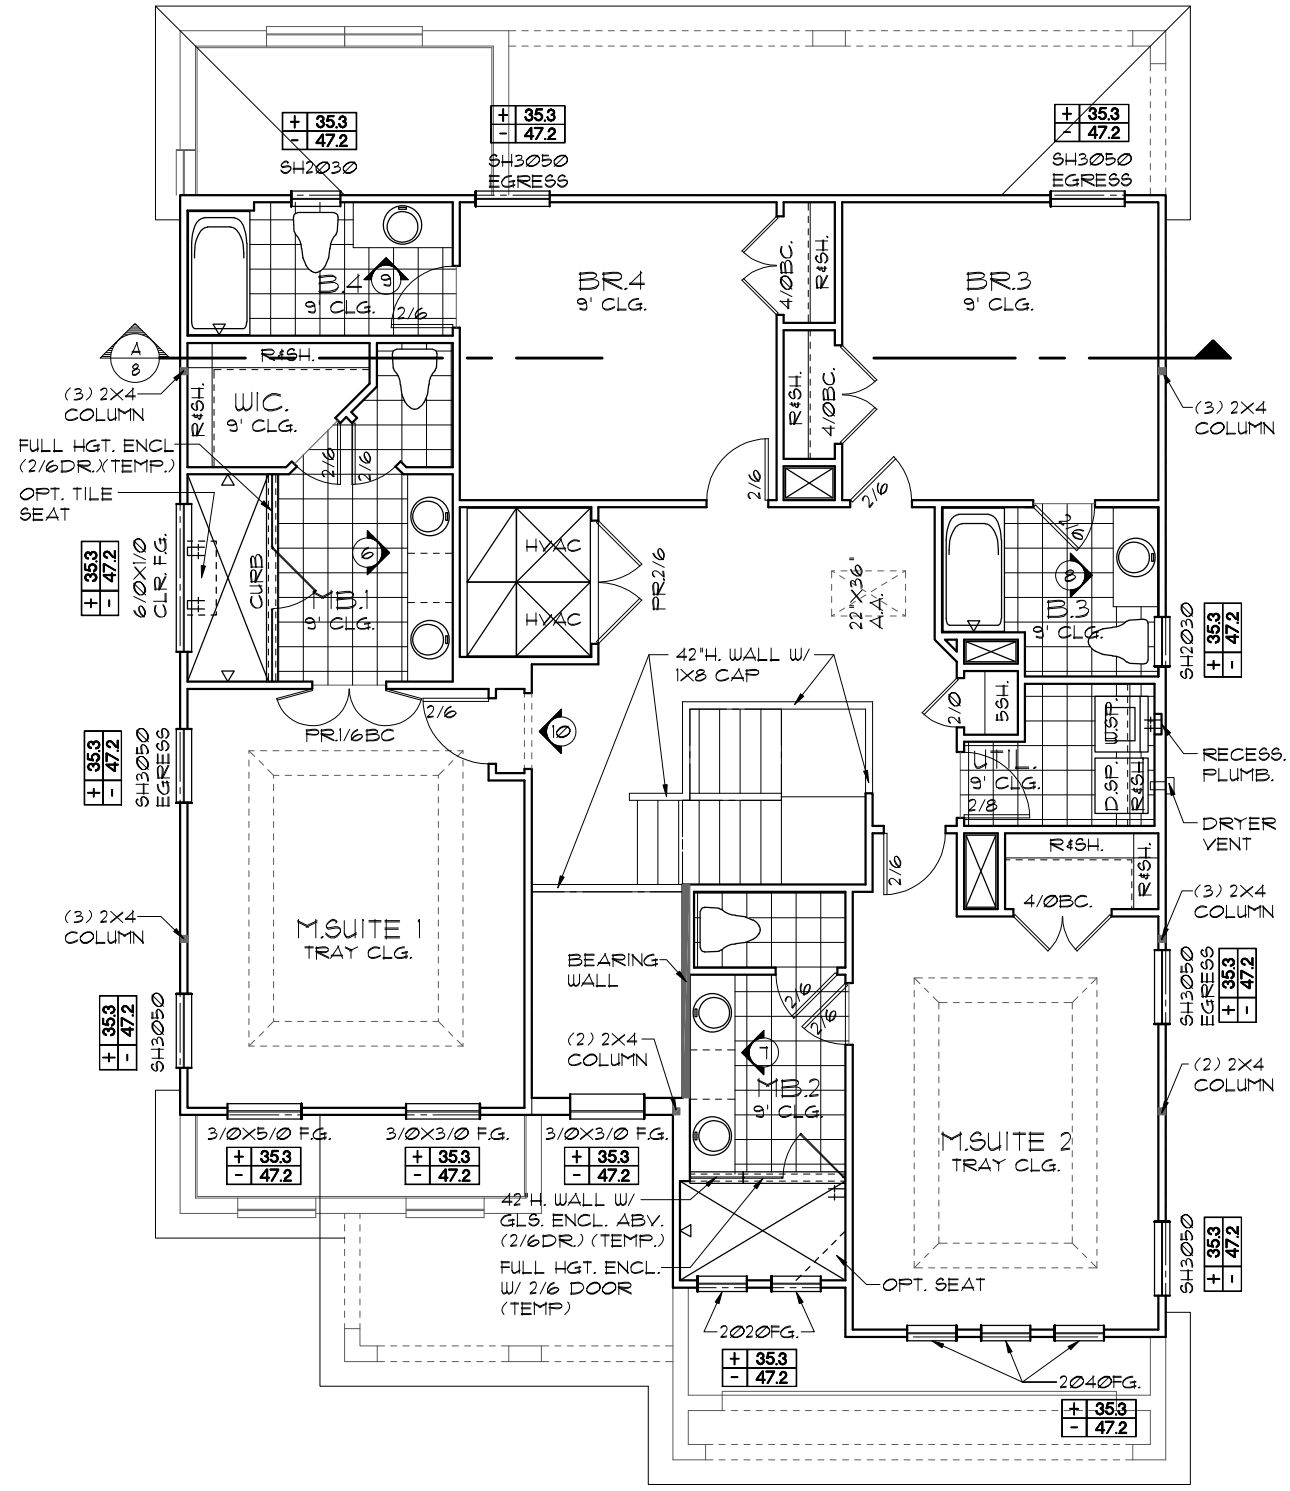 + 35.3
- 47.2
SH2030
+ 35.3
- 47.2
SH3050
EGRESS
+ 35.3
- 47.2
SH3050
EGRESS
B.4
9' CLG.
9
2/6
BR.4
9' CLG.
4/0BC.
R&SH.
BR.3
9' CLG.
A
8
R&SH.
(3) 2X4
COLUMN
R&SH.
WIC.
9' CLG.
R&SH.
4/0BC.
(3) 2X4
COLUMN
FULL HGT. ENCL
(2/6DR.)(TEMP.)
2/6
2/6
OPT. TILE
SEAT
2/6
2/6
2/6
+ 35.3
- 47.2
6/0X1/0
CLR. F.G.
CURB
6
M.B.1
9' CLG.
HVAC
HVAC
PR.2/6
22"X36"
A.A.
8
B.3
9' CLG.
SH2030
+ 35.3
- 47.2
42"H. WALL W/
1X8 CAP
2/0
5SH.
W.SP.
2/6
10
PR.1/6BC
+ 35.3
- 47.2
SH3050
EGRESS
UTIL.
9' CLG.
D.SP.
R&SH
2/8
RECESS.
PLUMB.
DRYER
VENT
R&SH.
R&SH.
2/6
4/0BC.
(3) 2X4
COLUMN
(3) 2X4
COLUMN
M.SUITE 1
TRAY CLG.
BEARING
WALL
2/6
2/6
SH3050
EGRESS
+ 35.3
- 47.2
+ 35.3
- 47.2
SH3050
(2) 2X4
COLUMN
1
M.B.2
9' CLG.
(2) 2X4
COLUMN
3/0X5/0 F.G.
+ 35.3
- 47.2
3/0X3/0 F.G.
+ 35.3
- 47.2
3/0X3/0 F.G.
+ 35.3
- 47.2
M.SUITE 2
TRAY CLG.
42"H. WALL W/
GLS. ENCL. ABV.
(2/6DR.) (TEMP.)
FULL HGT. ENCL.
W/ 2/6 DOOR
(TEMP)
OPT. SEAT
SH3050
+ 35.3
- 47.2
2020FG.
+ 35.3
- 47.2
2040FG.
+ 35.3
- 47.2